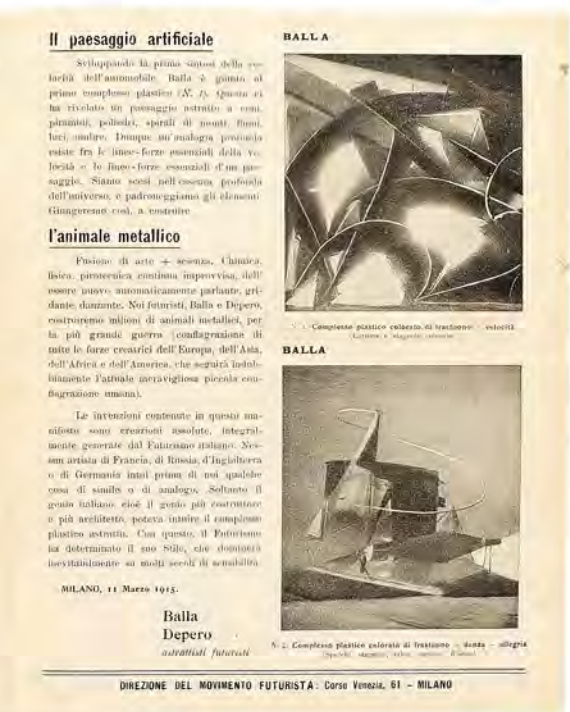 Il paesaggio artificiale
Sviluppando la prima sintesi della ve-
locità dell'automobile, Balla è giunto al
primo complesso plastico (N. 1). Questo ci
ha rivelato un paesaggio astratto a coni,
piramidi, poliedri, spirali di monti, fiumi,
luci, ombre. Dunque un'analogia profonda
esiste fra le linee-forze essenziali della ve-
locità e le linee-forze essenziali d'un pae-
saggio. Siamo scesi nell'essenza profonda
dell'universo, e padroneggiamo gli elementi.
Giungeremo così, a costruire
l'animale metallico
Fusione di arte + scienza. Chimica,
fisica, pirotecnica continua improvvisa, dell'
essere nuovo automaticamente parlante, gri-
dante, danzante. Noi futuristi, Balla e Depero,
costruiremo milioni di animali metallici, per
la più grande guerra (conflagrazione di
tutte le forze creatrici dell'Europa, dell'Asia,
dell'Africa e dell'America, che seguirà indub-
biamente l'attuale meravigliosa piccola con-
flagrazione umana).
Le invenzioni contenute in questo ma-
nifesto sono creazioni assolute, integral-
mente generate dal Futurismo italiano. Nes-
sun artista di Francia, di Russia, d'Inghilterra
o di Germania intuì prima di noi qualche
cosa di simile o di analogo. Soltanto il
genio italiano, cioè il genio più costruttore
e più architetto, poteva intuire il complesso
plastico astratto. Con questo, il Futurismo
ha determinato il suo Stile, che dominerà
inevitabilmente su molti secoli di sensibilità.
MILANO, 11 Marzo 1915.
Balla
Depero
astrattisti futuristi
BALLA
N. 1. Complesso plastico colorato di frastuono + velocità
BALLA
N. 2. Complesso plastico colorato di frastuono + danza + allegria
DIREZIONE DEL MOVIMENTO FUTURISTA: Corso Venezia, 61 - MILANO